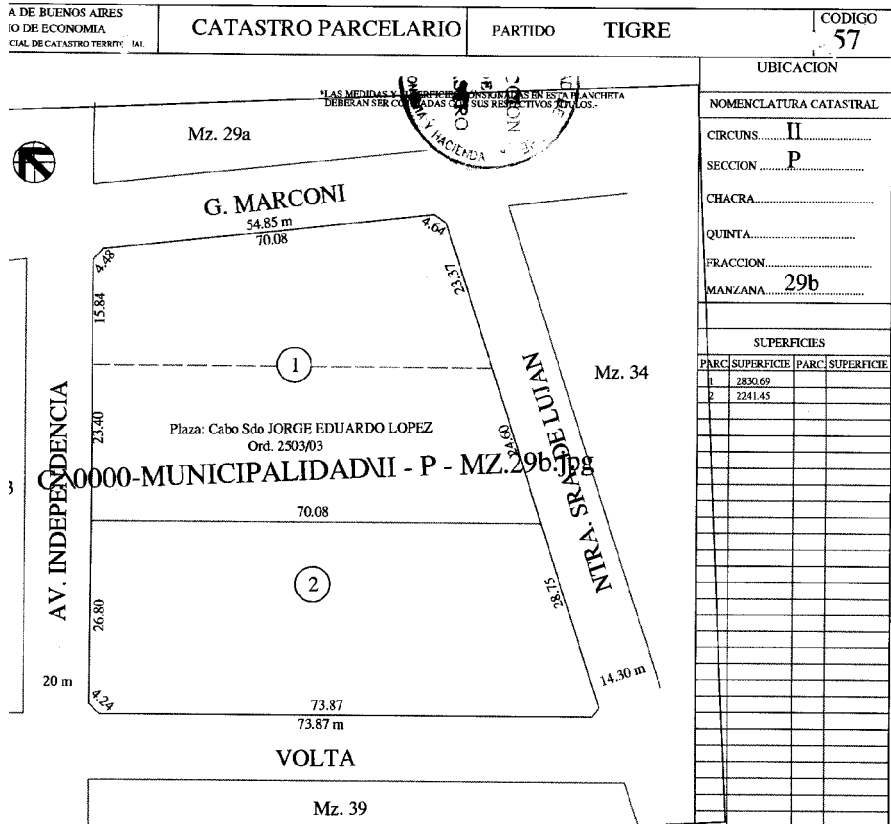 A DE BUENOS AIRES
IO DE ECONOMIA
CIAL DE CATASTRO
CATASTRO PARCELARIO
PARTIDO TIGRE
CODIGO
57
UBICACION
NOMENCLATURA CATASTRAL
CIRCUNS. II
SECCION P
CHACRA
QUINTA
FRACCION
MANZANA 29b
SUPERFICIES
PARC. SUPERFICIE PARC. SUPERFICIE
1 2830.69
2 2241.45
*LAS MEDIDAS Y CONSIGNADAS EN ESTA PLANCHETA
DEBERAN SER SUS RESPECTIVOS TITULOS.-
Y HACIENDA
Mz. 29a
G. MARCONI
54.85 m
70.08
4.64
4.48
23.37
15.84
1
Mz. 34
NTRA. SRA. DE LUJAN
AV. INDEPENDENCIA
23.40
24.60
Plaza: Cabo Sdo JORGE EDUARDO LOPEZ
Ord. 2503/03
0000-MUNICIPALIDAD\II - P - MZ.29b.jpg
70.08
2
26.80
28.75
20 m
14.30 m
4.24
73.87
73.87 m
VOLTA
Mz. 39